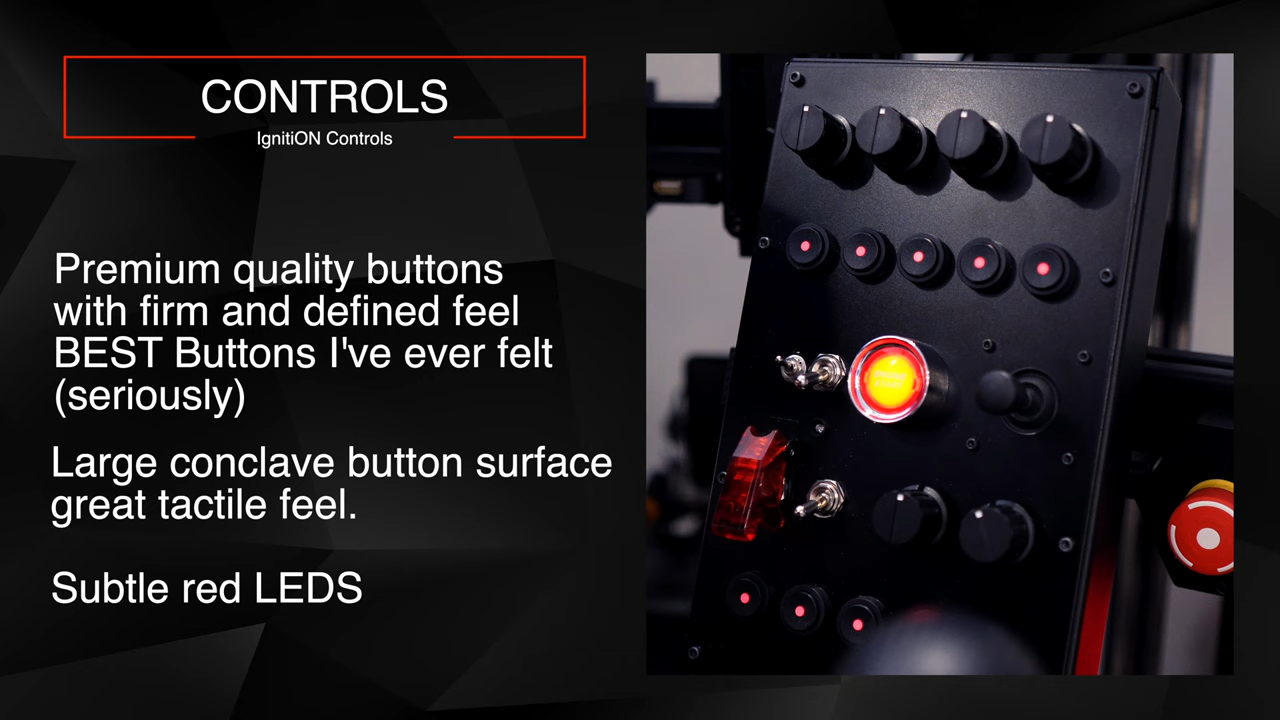 CONTROLS
IgnitiON Controls
Premium quality buttons
with firm and defined feel
BEST Buttons I've ever felt
(seriously)
Large conclave button surface
great tactile feel.
Subtle red LEDS